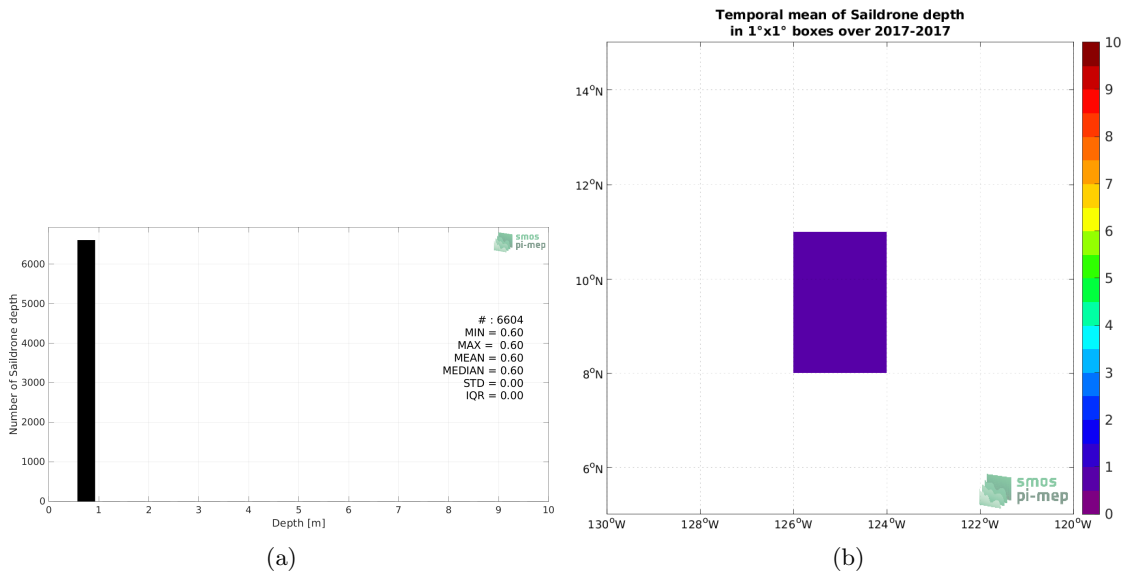 Temporal mean of Saildrone depth
in 1°x1° boxes over 2017-2017
Number of Saildrone depth
6000
5000
4000
3000
2000
1000
0
0 1 2 3 4 5 6 7 8 9 10
Depth [m]
smos
pi-mep
# : 6604
MIN = 0.60
MAX = 0.60
MEAN = 0.60
MEDIAN = 0.60
STD = 0.00
IQR = 0.00
(a)
14°N
12°N
10°N
8°N
6°N
130°W 128°W 126°W 124°W 122°W 120°W
smos
pi-mep
10
9
8
7
6
5
4
3
2
1
0
(b)